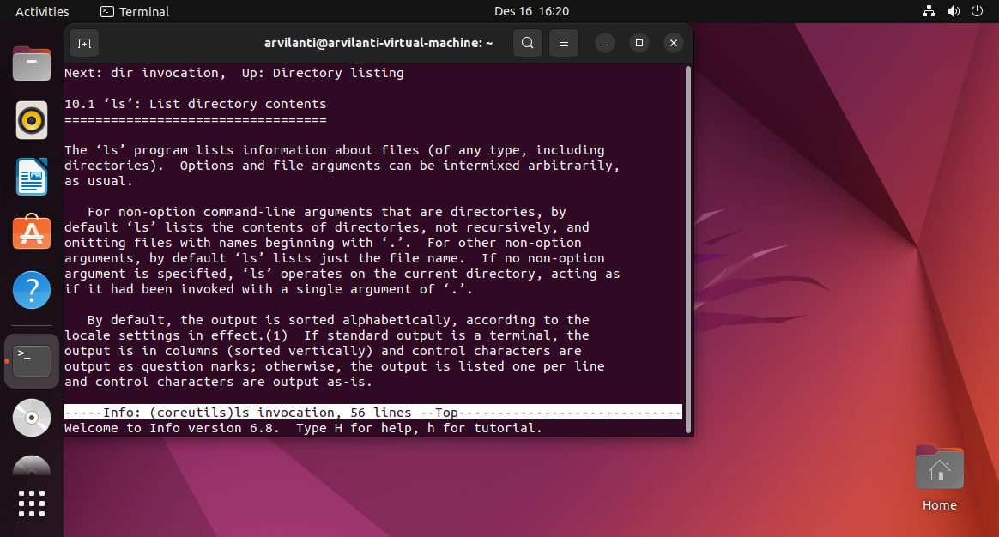 Activities
Terminal
Des 16 16:20
arvilanti@arvilanti-virtual-machine: ~
Next: dir invocation,  Up: Directory listing
10.1 ‘ls’: List directory contents
==================================
The ‘ls’ program lists information about files (of any type, including
directories).  Options and file arguments can be intermixed arbitrarily,
as usual.
For non-option command-line arguments that are directories, by
default ‘ls’ lists the contents of directories, not recursively, and
omitting files with names beginning with ‘.’.  For other non-option
arguments, by default ‘ls’ lists just the file name.  If no non-option
argument is specified, ‘ls’ operates on the current directory, acting as
if it had been invoked with a single argument of ‘.’.
By default, the output is sorted alphabetically, according to the
locale settings in effect.(1)  If standard output is a terminal, the
output is in columns (sorted vertically) and control characters are
output as question marks; otherwise, the output is listed one per line
and control characters are output as-is.
-----Info: (coreutils)ls invocation, 56 lines --Top-----------------------------
Welcome to Info version 6.8.  Type H for help, h for tutorial.
Home